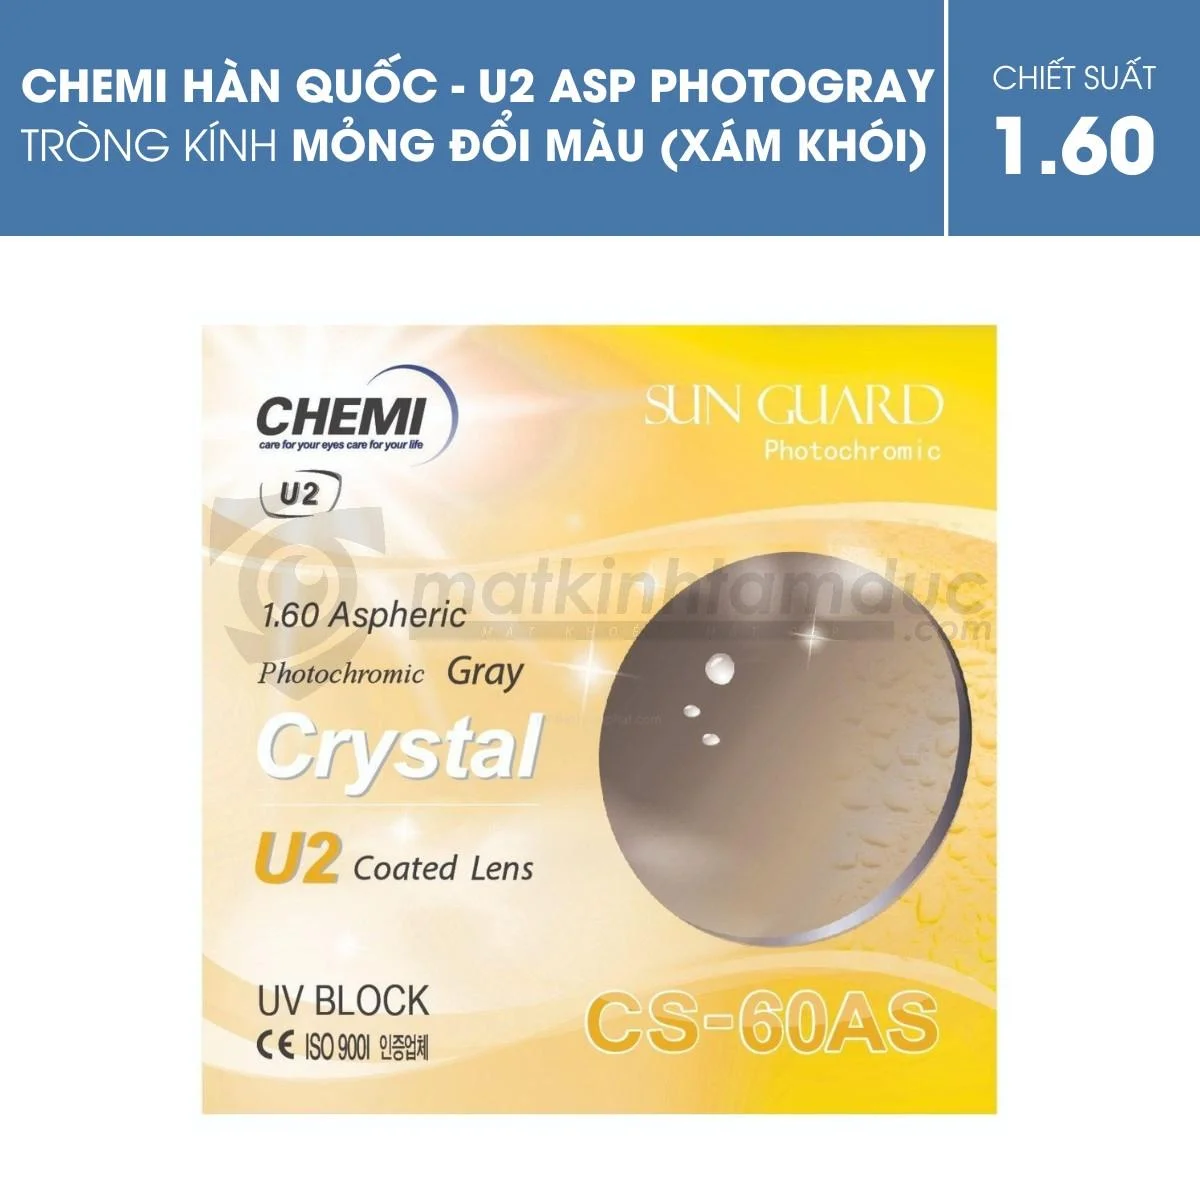 CHEMI HÀN QUỐC - U2 ASP PHOTOGRAY
TRÒNG KÍNH MỎNG ĐỔI MÀU (XÁM KHÓI)
CHIẾT SUẤT
1.60
CHEMI
care for your eyes care for your life
U2
SUN GUARD
Photochromic
matkinhtamduc
.com
1.60 Aspheric
Photochromic Gray
Crystal
U2 Coated Lens
UV BLOCK
CE ISO 9001 인증업체
CS-60AS